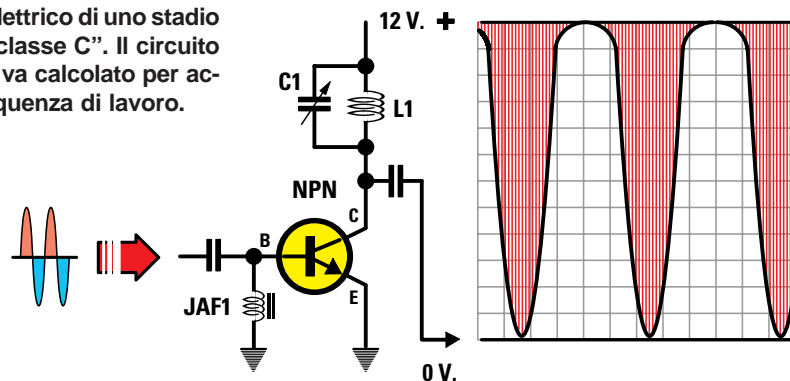 lettrico di uno stadio
classe C”. Il circuito
va calcolato per ac-
quenza di lavoro.
12 V. +
C1
L1
NPN
C
B
E
JAF1
0 V.